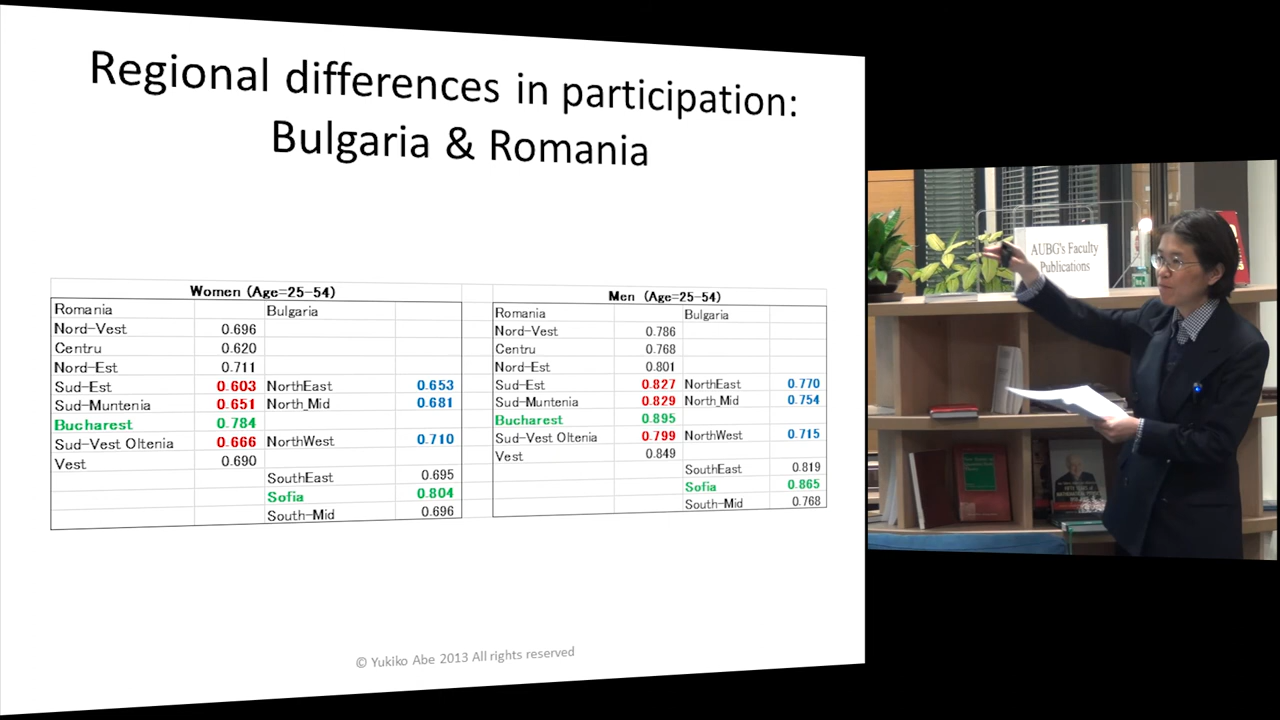 Regional differences in participation:
Bulgaria & Romania
Women (Age=25-54)
Romania Bulgaria
Nord-Vest 0.696
Centru 0.620
Nord-Est 0.711
Sud-Est 0.603 NorthEast 0.653
Sud-Muntenia 0.651 North_Mid 0.681
Bucharest 0.784
Sud-Vest Oltenia 0.666 NorthWest 0.710
Vest 0.690
SouthEast 0.695
Sofia 0.804
South-Mid 0.696
Men (Age=25-54)
Romania Bulgaria
Nord-Vest 0.786
Centru 0.768
Nord-Est 0.801
Sud-Est 0.827 NorthEast 0.770
Sud-Muntenia 0.829 North_Mid 0.754
Bucharest 0.895
Sud-Vest Oltenia 0.799 NorthWest 0.715
Vest 0.849
SouthEast 0.819
Sofia 0.865
South-Mid 0.768
© Yukiko Abe 2013 All rights reserved
AUBG's Faculty
Publications